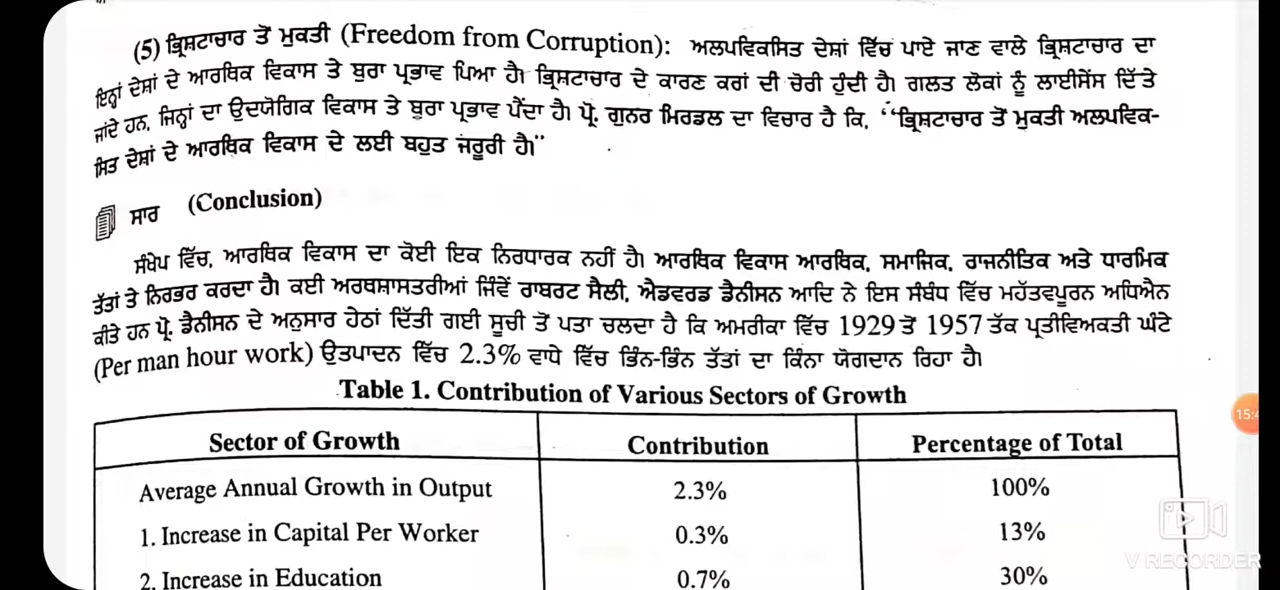 (5) ਭ੍ਰਿਸ਼ਟਾਚਾਰ ਤੋਂ ਮੁਕਤੀ (Freedom from Corruption): ਅਲਪਵਿਕਸਿਤ ਦੇਸ਼ਾਂ ਵਿੱਚ ਪਾਏ ਜਾਣ ਵਾਲੇ ਭ੍ਰਿਸ਼ਟਾਚਾਰ ਦਾ
ਇਨ੍ਹਾਂ ਦੇਸ਼ਾਂ ਦੇ ਆਰਥਿਕ ਵਿਕਾਸ ਤੇ ਬੁਰਾ ਪ੍ਰਭਾਵ ਪਿਆ ਹੈ। ਭ੍ਰਿਸ਼ਟਾਚਾਰ ਦੇ ਕਾਰਣ ਕਰਾਂ ਦੀ ਚੋਰੀ ਹੁੰਦੀ ਹੈ। ਗਲਤ ਲੋਕਾਂ ਨੂੰ ਲਾਈਸੈਂਸ ਦਿੱਤੇ
ਜਾਂਦੇ ਹਨ, ਜਿਨ੍ਹਾਂ ਦਾ ਉਦਯੋਗਿਕ ਵਿਕਾਸ ਤੇ ਬੁਰਾ ਪ੍ਰਭਾਵ ਪੈਂਦਾ ਹੈ। ਪ੍ਰੋ. ਗੁਨਰ ਮਿਰਡਲ ਦਾ ਵਿਚਾਰ ਹੈ ਕਿ, “ਭ੍ਰਿਸ਼ਟਾਚਾਰ ਤੋਂ ਮੁਕਤੀ ਅਲਪਵਿਕ-
ਸਿਤ ਦੇਸ਼ਾਂ ਦੇ ਆਰਥਿਕ ਵਿਕਾਸ ਦੇ ਲਈ ਬਹੁਤ ਜ਼ਰੂਰੀ ਹੈ।”
ਸਾਰ (Conclusion)
ਸੰਖੇਪ ਵਿੱਚ, ਆਰਥਿਕ ਵਿਕਾਸ ਦਾ ਕੋਈ ਇਕ ਨਿਰਧਾਰਕ ਨਹੀਂ ਹੈ। ਆਰਥਿਕ ਵਿਕਾਸ ਆਰਥਿਕ, ਸਮਾਜਿਕ, ਰਾਜਨੀਤਿਕ ਅਤੇ ਧਾਰਮਿਕ
ਤੱਤਾਂ ਤੇ ਨਿਰਭਰ ਕਰਦਾ ਹੈ। ਕਈ ਅਰਥਸ਼ਾਸਤਰੀਆਂ ਜਿਵੇਂ ਰਾਬਰਟ ਸੈਲੀ, ਐਡਵਰਡ ਡੈਨੀਸਨ ਆਦਿ ਨੇ ਇਸ ਸੰਬੰਧ ਵਿੱਚ ਮਹੱਤਵਪੂਰਨ ਅਧਿਐਨ
ਕੀਤੇ ਹਨ ਪ੍ਰੋ. ਡੈਨੀਸਨ ਦੇ ਅਨੁਸਾਰ ਹੇਠਾਂ ਦਿੱਤੀ ਗਈ ਸੂਚੀ ਤੋਂ ਪਤਾ ਚਲਦਾ ਹੈ ਕਿ ਅਮਰੀਕਾ ਵਿੱਚ 1929 ਤੋਂ 1957 ਤੱਕ ਪ੍ਰਤੀਵਿਅਕਤੀ ਘੰਟੇ
(Per man hour work) ਉਤਪਾਦਨ ਵਿੱਚ 2.3% ਵਾਧੇ ਵਿੱਚ ਭਿੰਨ-ਭਿੰਨ ਤੱਤਾਂ ਦਾ ਕਿੰਨਾ ਯੋਗਦਾਨ ਰਿਹਾ ਹੈ।
Table 1. Contribution of Various Sectors of Growth
Sector of Growth Contribution Percentage of Total
Average Annual Growth in Output 2.3% 100%
1. Increase in Capital Per Worker 0.3% 13%
2. Increase in Education 0.7% 30%
V RECORDER